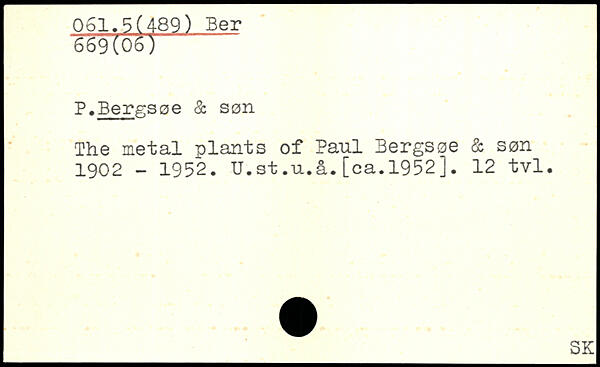 061.5(489) Ber
669(06)
P.Bergsøe & søn
The metal plants of Paul Bergsøe & søn
1902 - 1952. U.st.u.å.[ca.1952]. 12 tvl.
SK